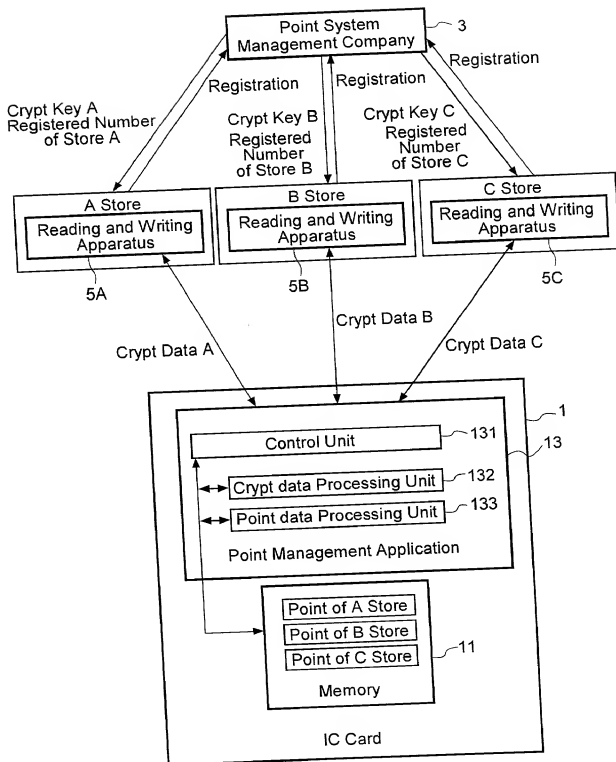 Point System
Management Company
3
Registration
Registration
Registration
Crypt Key A
Registered Number
of Store A
Crypt Key B
Registered
Number
of Store B
Crypt Key C
Registered
Number
of Store C
A Store
Reading and Writing
Apparatus
5A
B Store
Reading and Writing
Apparatus
5B
C Store
Reading and Writing
Apparatus
5C
Crypt Data A
Crypt Data B
Crypt Data C
1
13
Control Unit
131
Crypt data Processing Unit
132
Point data Processing Unit
133
Point Management Application
Point of A Store
Point of B Store
Point of C Store
11
Memory
IC Card